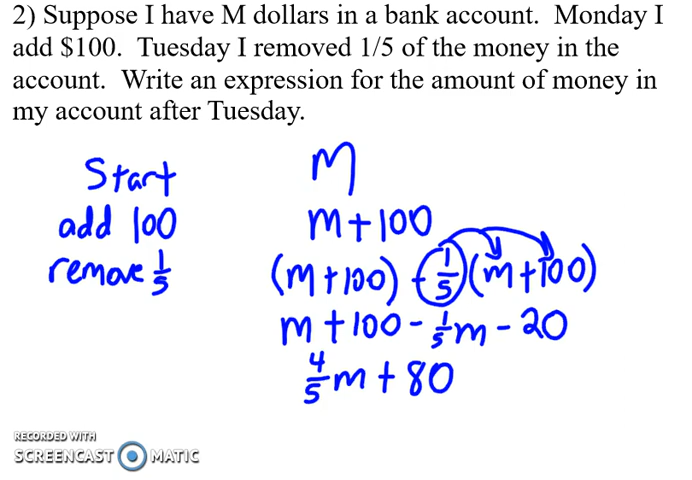 2) Suppose I have M dollars in a bank account. Monday I
add $100. Tuesday I removed 1/5 of the money in the
account. Write an expression for the amount of money in
my account after Tuesday.
Start M
add 100 m+100
remove 1/5 (m+100) - 1/5(m+100)
m+100-1/5m-20
4/5m+80
RECORDED WITH
SCREENCAST MATIC